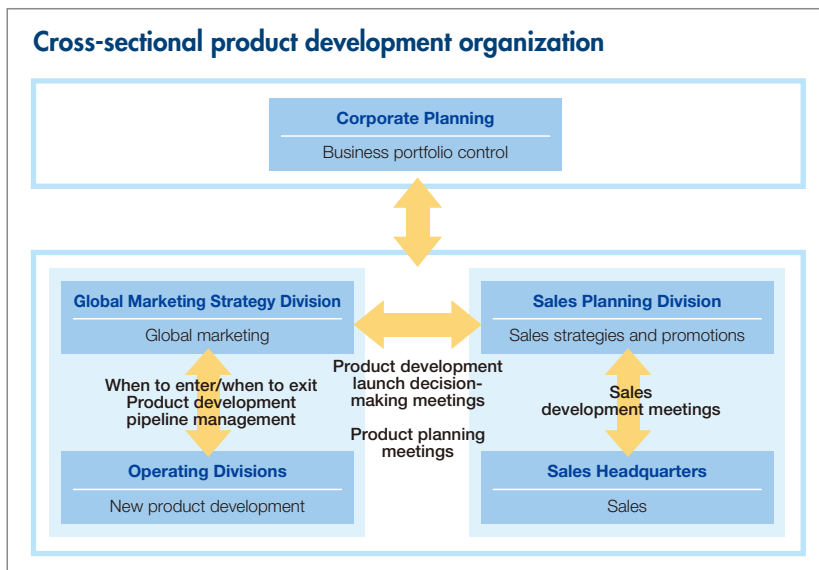 Cross-sectional product development organization
Corporate Planning
Business portfolio control
Global Marketing Strategy Division
Global marketing
Sales Planning Division
Sales strategies and promotions
When to enter/when to exit
Product development
pipeline management
Product development
launch decision-
making meetings
Product planning
meetings
Sales
development meetings
Operating Divisions
New product development
Sales Headquarters
Sales